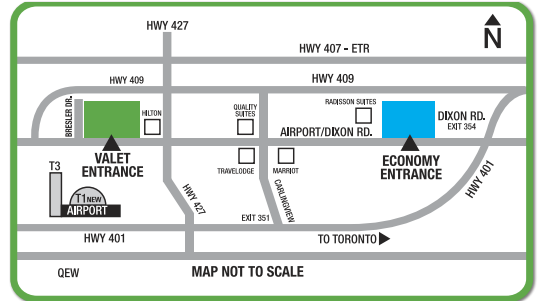 HWY 427
N
HWY 407 - ETR
HWY 409
HWY 409
BRESLER DR.
HILTON
QUALITY
SUITES
RADISSON SUITES
DIXON RD.
EXIT 354
AIRPORT/DIXON RD.
VALET
ENTRANCE
TRAVELODGE
MARRIOT
ECONOMY
ENTRANCE
T3
T1 NEW
AIRPORT
HWY 427
CARLINGVIEW
HWY 401
EXIT 351
HWY 401
TO TORONTO
QEW
MAP NOT TO SCALE